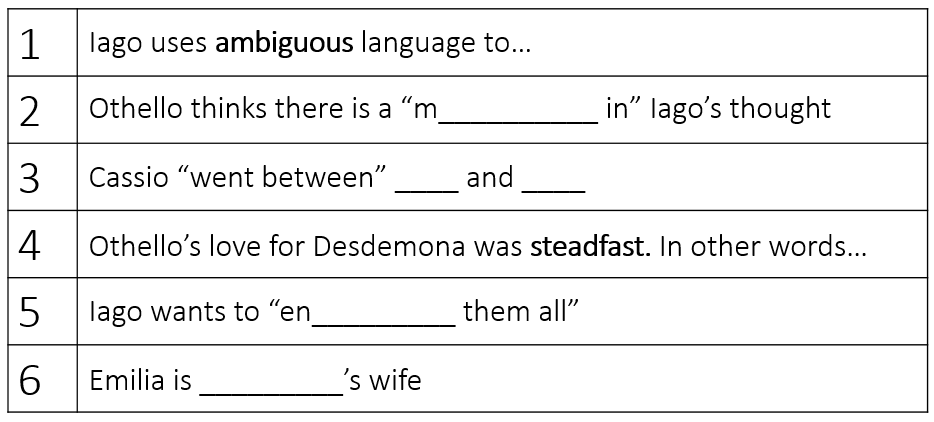 1 Iago uses ambiguous language to...
2 Othello thinks there is a “m__________ in” Iago’s thought
3 Cassio “went between” ____ and ____
4 Othello’s love for Desdemona was steadfast. In other words...
5 Iago wants to “en_________ them all”
6 Emilia is _________’s wife